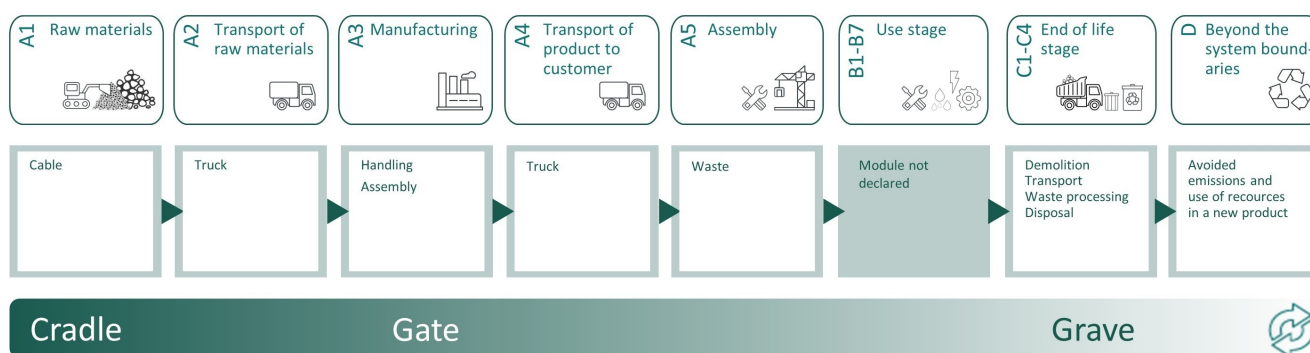 A1 Raw materials
A2 Transport of
raw materials
A3 Manufacturing
A4 Transport of
product to
customer
A5 Assembly
B1-B7 Use stage
C1-C4 End of life
stage
D Beyond the
system bound-
aries
Cable
Truck
Handling
Assembly
Truck
Waste
Module not
declared
Demolition
Transport
Waste processing
Disposal
Avoided
emissions and
use of recources
in a new product
Cradle
Gate
Grave